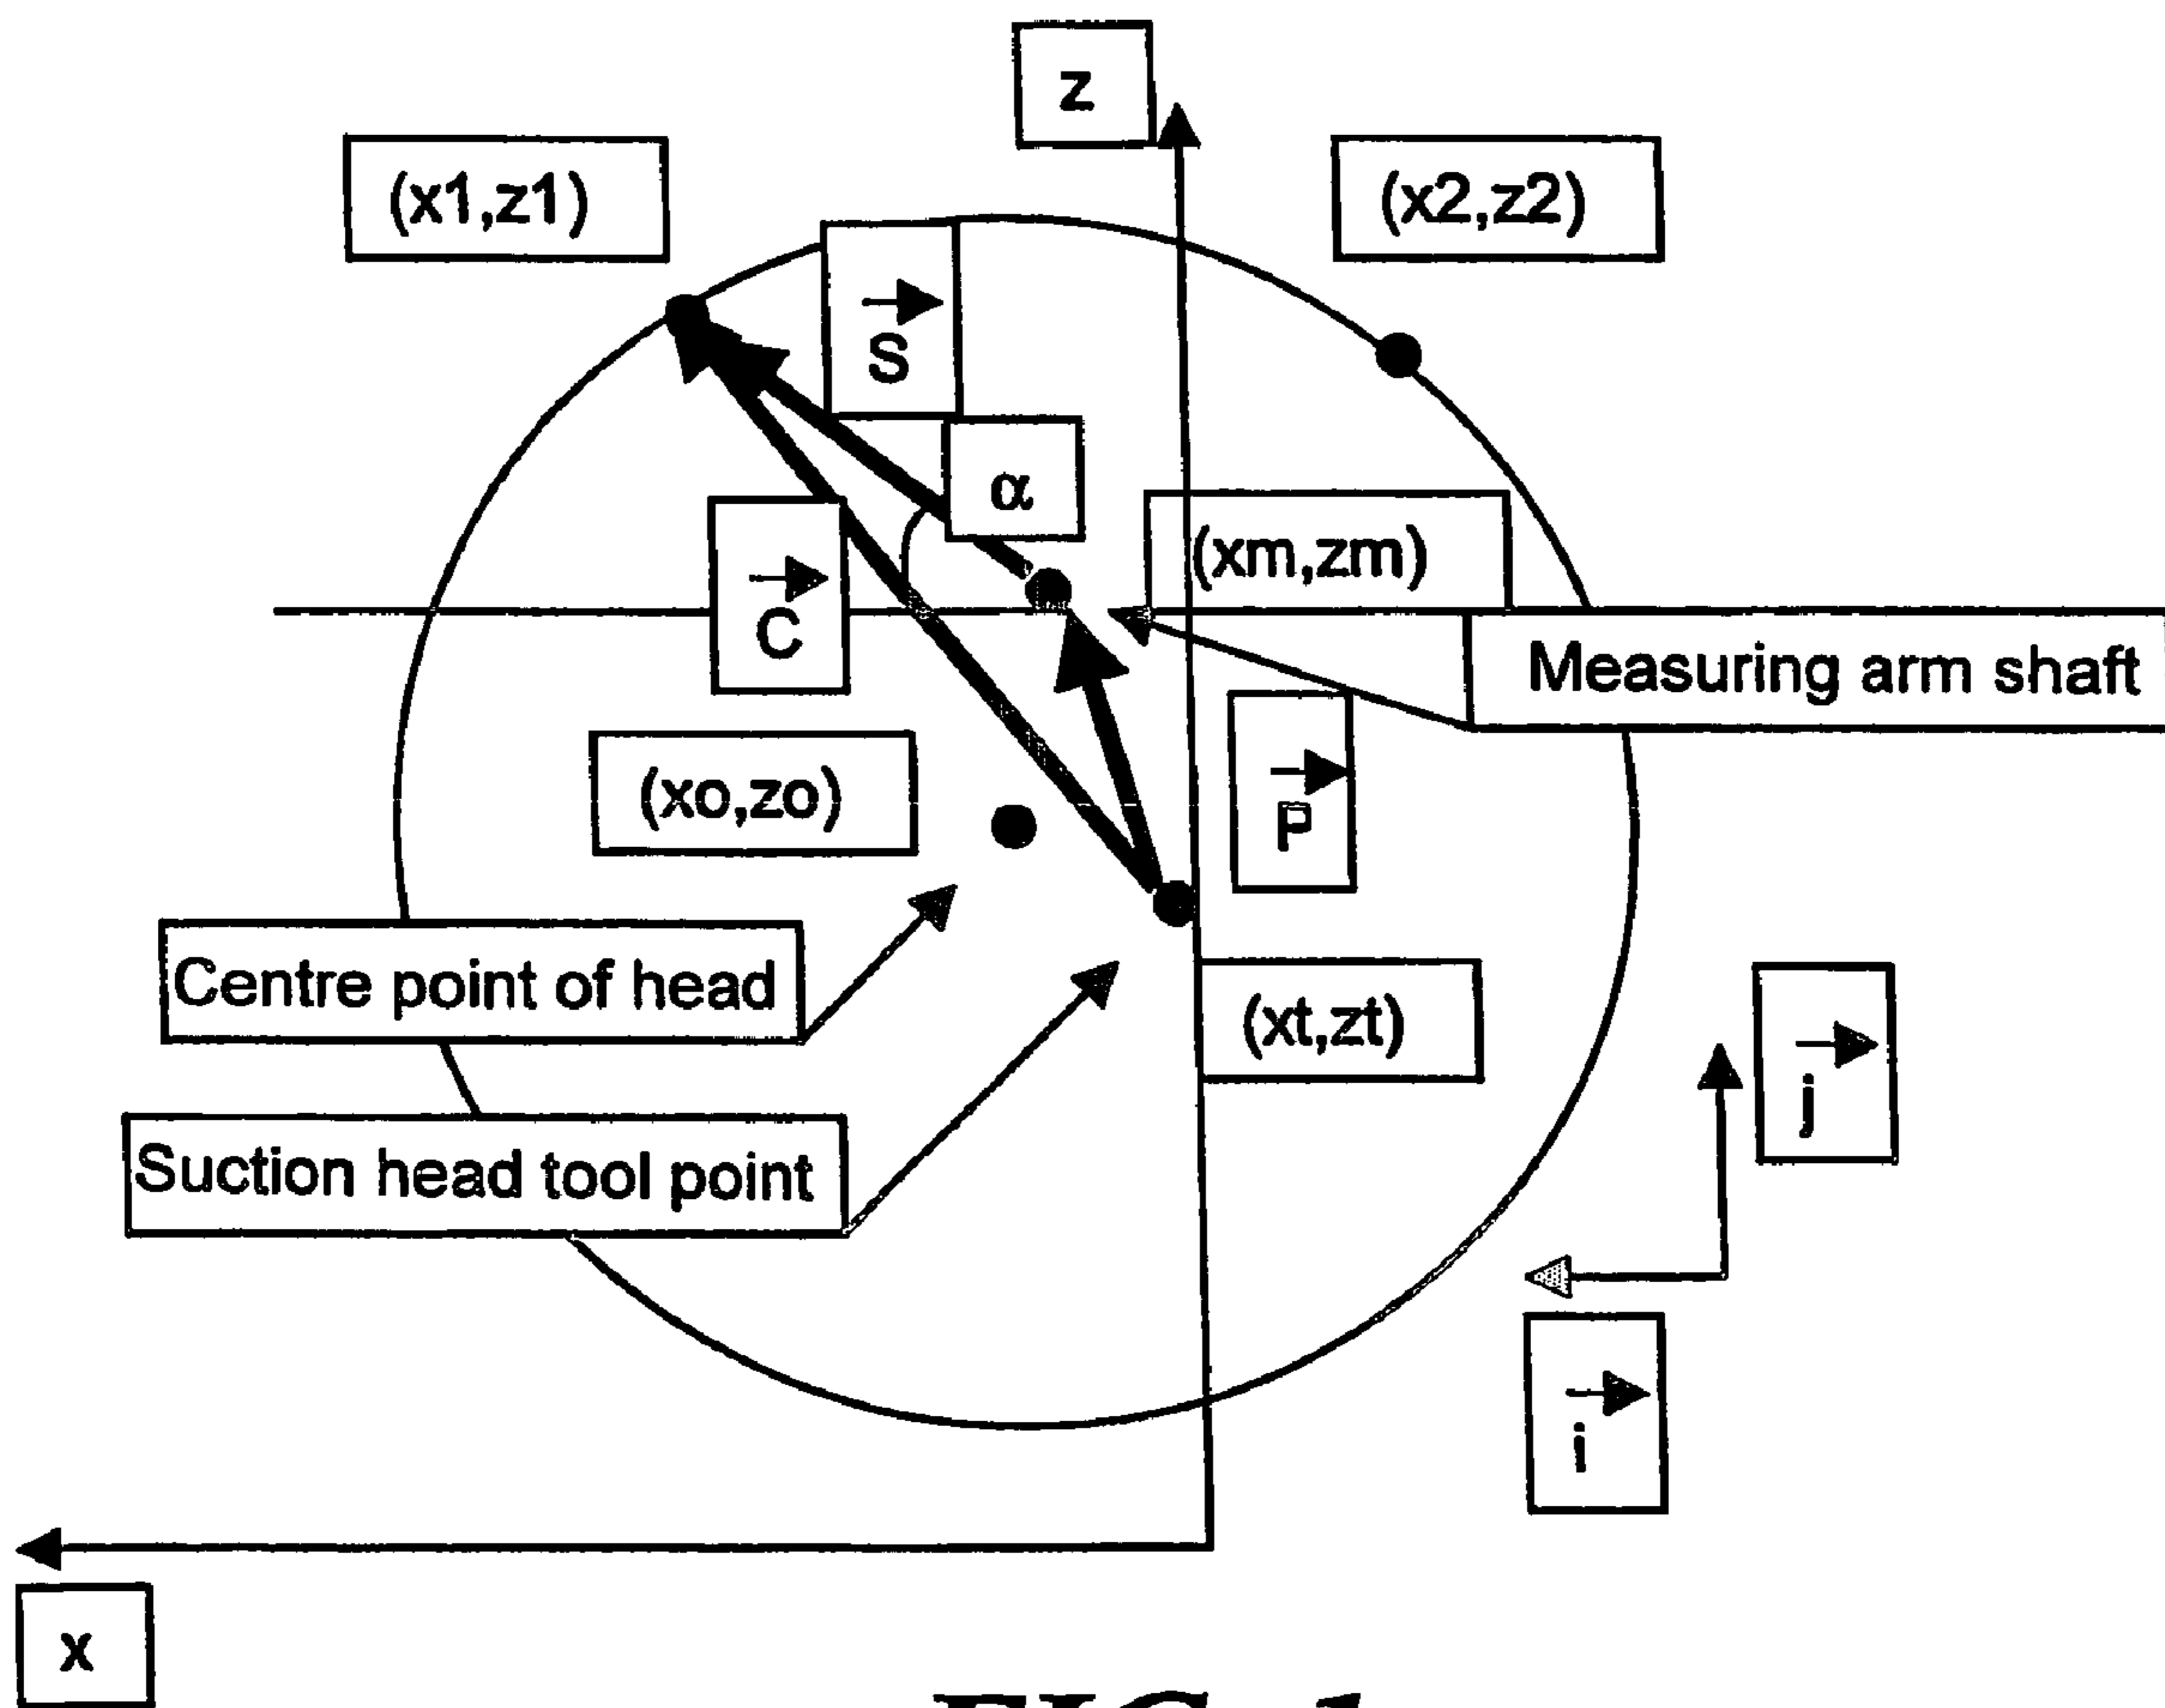 z
(x1,z1)
(x2,z2)
S
α
(xm,zm)
C
Measuring arm shaft
(xo,zo)
P
Centre point of head
(xt,zt)
j
Suction head tool point
i
x